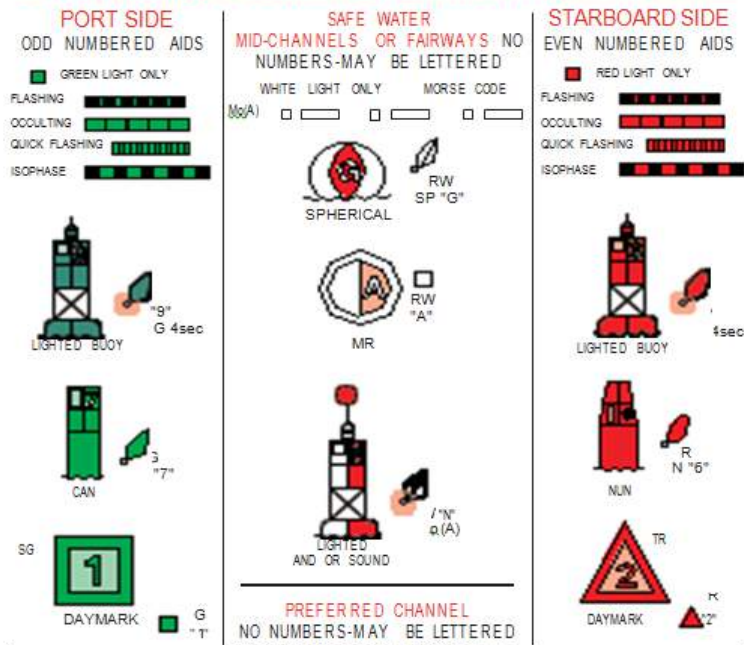 PORT SIDE
ODD NUMBERED AIDS
GREEN LIGHT ONLY
FLASHING
OCCULTING
QUICK FLASHING
ISOPHASE
"9"
G 4sec
LIGHTED BUOY
G
"7"
CAN
SG
1
DAYMARK
G
"1"
SAFE WATER
MID-CHANNELS OR FAIRWAYS NO
NUMBERS-MAY BE LETTERED
WHITE LIGHT ONLY MORSE CODE
Mo(A)
RW
SP "G"
SPHERICAL
A
RW
"A"
MR
"N"
(A)
LIGHTED
AND OR SOUND
PREFERRED CHANNEL
NO NUMBERS-MAY BE LETTERED
STARBOARD SIDE
EVEN NUMBERED AIDS
RED LIGHT ONLY
FLASHING
OCCULTING
QUICK FLASHING
ISOPHASE
4sec
LIGHTED BUOY
R
N "6"
NUN
TR
2
DAYMARK
R
"2"